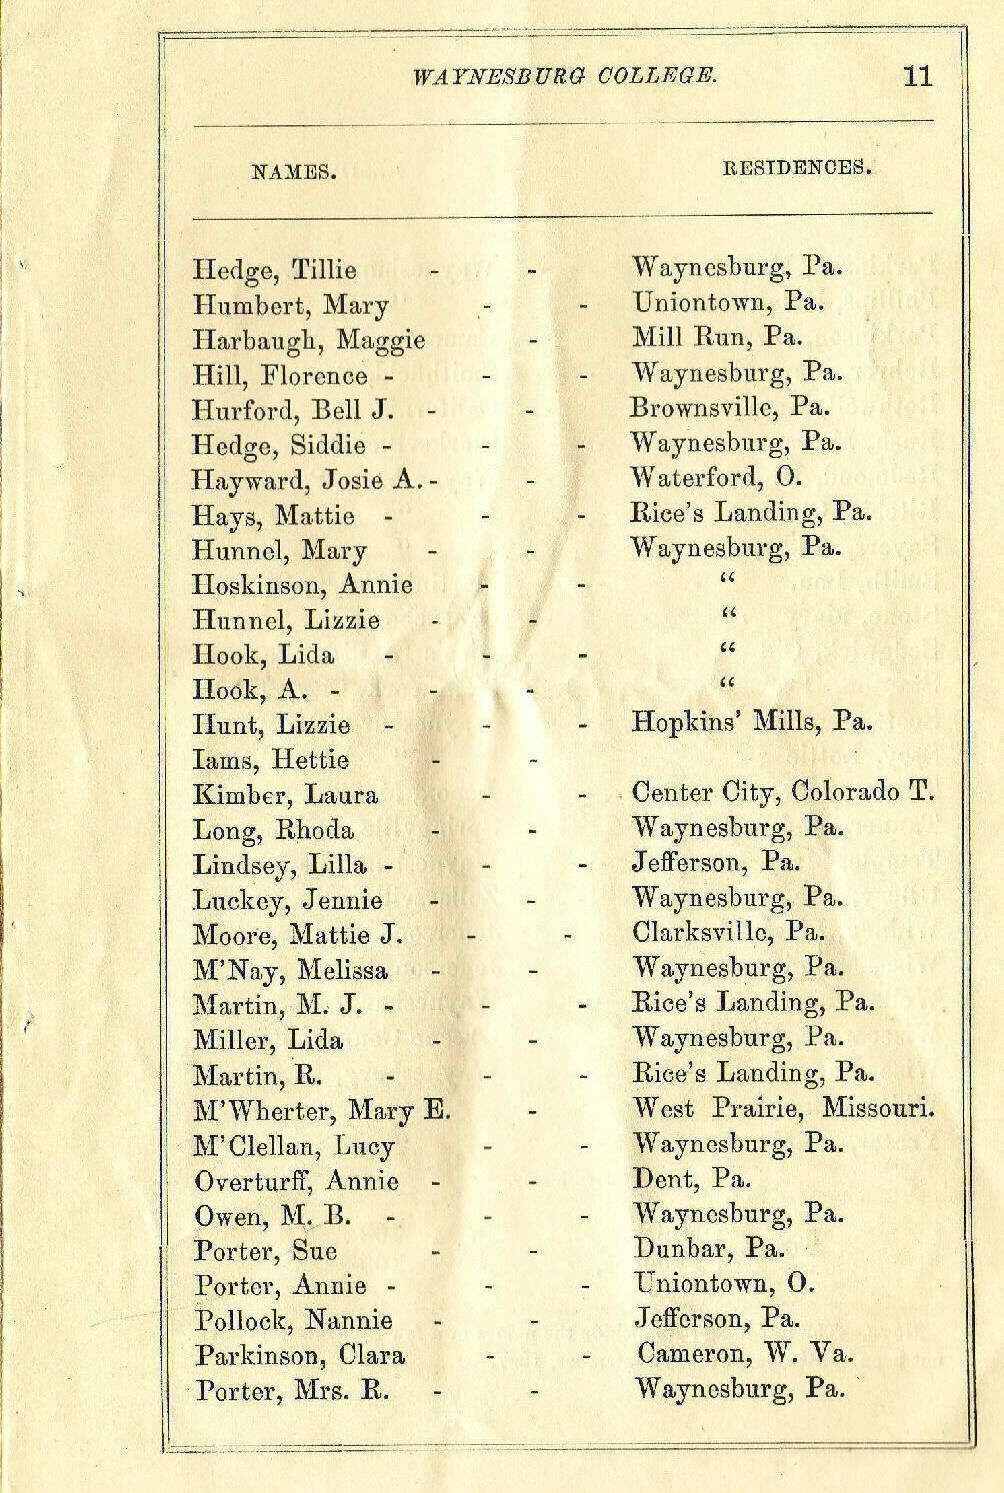 WAYNESBURG COLLEGE. 11
NAMES. RESIDENCES.
Hedge, Tillie - - Waynesburg, Pa.
Humbert, Mary - - Uniontown, Pa.
Harbaugh, Maggie - Mill Run, Pa.
Hill, Florence - - - Waynesburg, Pa.
Hurford, Bell J. - - Brownsville, Pa.
Hedge, Siddie - - - Waynesburg, Pa.
Hayward, Josie A. - - Waterford, O.
Hays, Mattie - - - Rice's Landing, Pa.
Hunnel, Mary - - Waynesburg, Pa.
Hoskinson, Annie - - “
Hunnel, Lizzie - - “
Hook, Lida - - - “
Hook, A. - - - “
Hunt, Lizzie - - - Hopkins' Mills, Pa.
Iams, Hettie - -
Kimber, Laura - - Center City, Colorado T.
Long, Rhoda - - Waynesburg, Pa.
Lindsey, Lilla - - - Jefferson, Pa.
Luckey, Jennie - - Waynesburg, Pa.
Moore, Mattie J. - - Clarksville, Pa.
M'Nay, Melissa - - Waynesburg, Pa.
Martin, M. J. - - - Rice's Landing, Pa.
Miller, Lida - - Waynesburg, Pa.
Martin, R. - - - Rice's Landing, Pa.
M'Wherter, Mary E. - West Prairie, Missouri.
M'Clellan, Lucy - - Waynesburg, Pa.
Overturff, Annie - - Dent, Pa.
Owen, M. B. - - - Waynesburg, Pa.
Porter, Sue - - Dunbar, Pa.
Porter, Annie - - - Uniontown, O.
Pollock, Nannie - - Jefferson, Pa.
Parkinson, Clara - - Cameron, W. Va.
Porter, Mrs. R. - - Waynesburg, Pa.